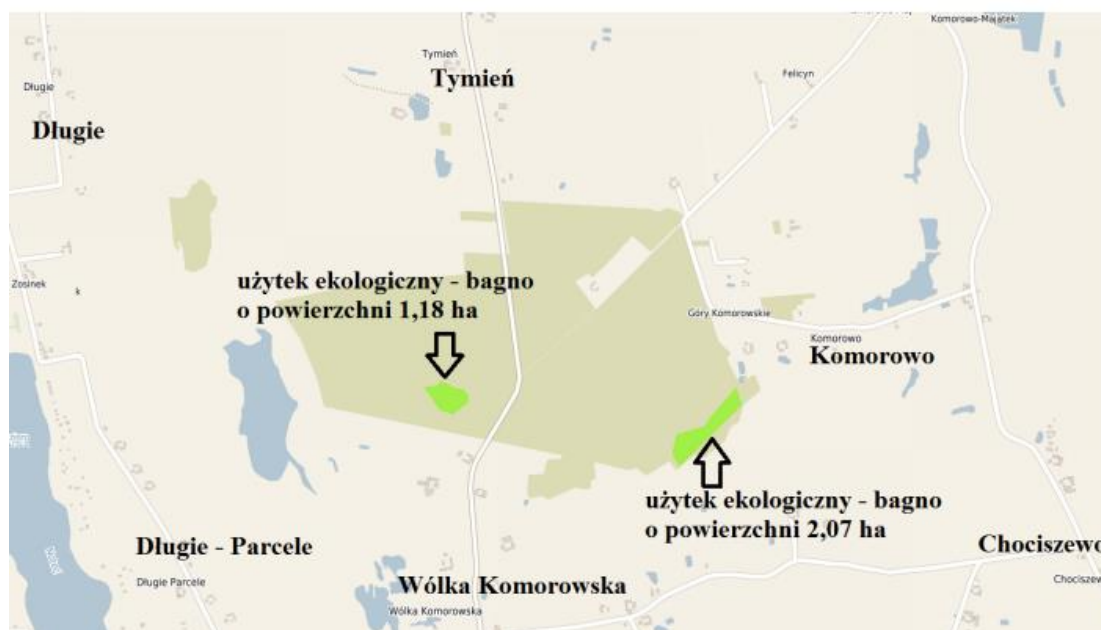 Komorowo-Majątek
Tymień
Tymień
Felicyn
Długie
Długie
użytek ekologiczny - bagno
o powierzchni 1,18 ha
Zosinek
k
Góry Komorowskie
Komorowo
Komorowo
użytek ekologiczny - bagno
o powierzchni 2,07 ha
Długie - Parcele
Chociszewo
Długie Parcele
Wólka Komorowska
Chociszewo
Wólka Komorowska